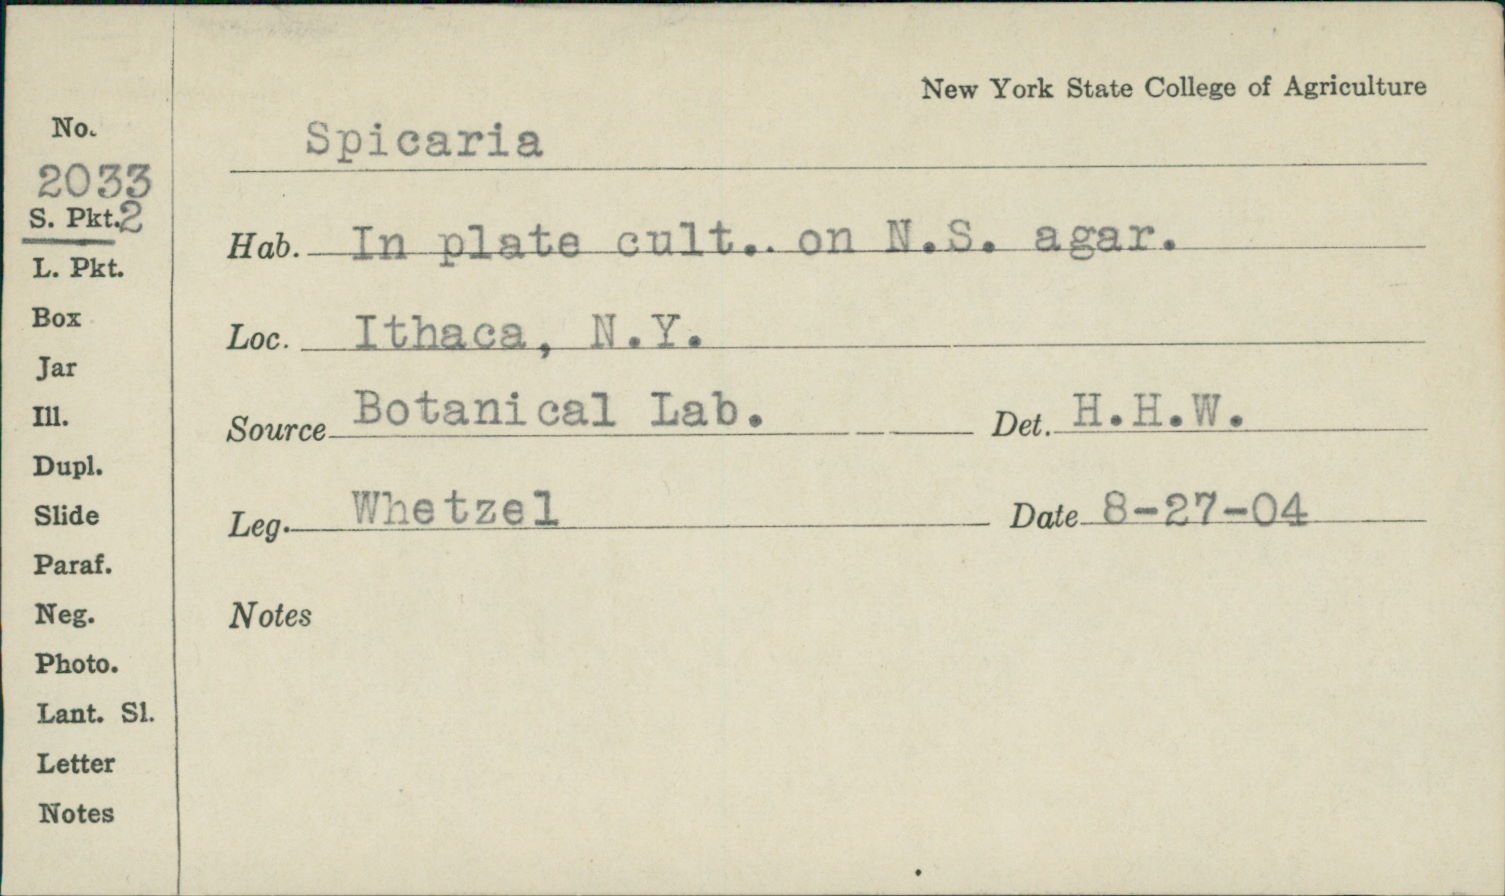 New York State College of Agriculture
No.
2033
S. Pkt. 2
L. Pkt.
Box
Jar
Ill.
Dupl.
Slide
Paraf.
Neg.
Photo.
Lant. Sl.
Letter
Notes
Spicaria
Hab. In plate cult.. on N.S. agar.
Loc. Ithaca, N.Y.
Source Botanical Lab. Det. H.H.W.
Leg. Whetzel Date 8-27-04
Notes